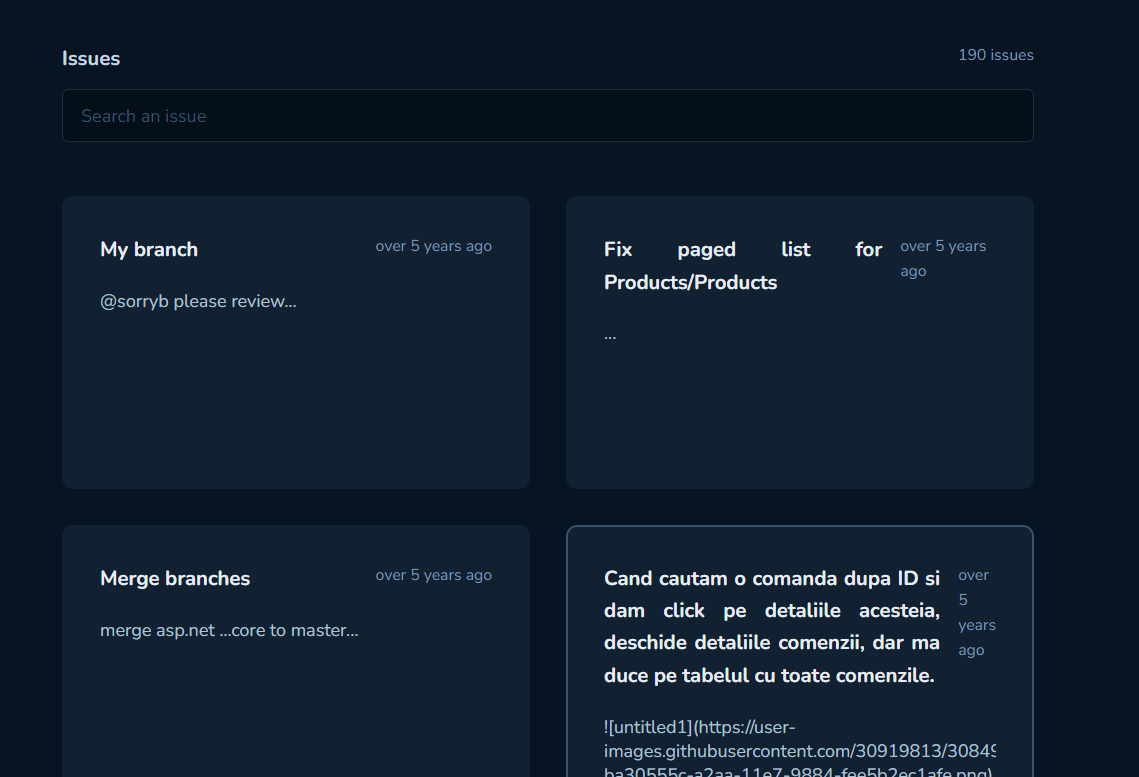 Issues
190 issues
Search an issue
My branch
over 5 years ago
@sorryb please review...
Fix paged list for
Products/Products
over 5 years
ago
...
Merge branches
over 5 years ago
merge asp.net ...core to master...
Cand cautam o comanda dupa ID si
dam click pe detaliile acesteia,
deschide detaliile comenzii, dar ma
duce pe tabelul cu toate comenzile.
over
5
years
ago
![untitled1](https://user-
images.githubusercontent.com/30919813/3084
ba30555c-a2aa-11e7-9884-fee5b2ec1afe.png)